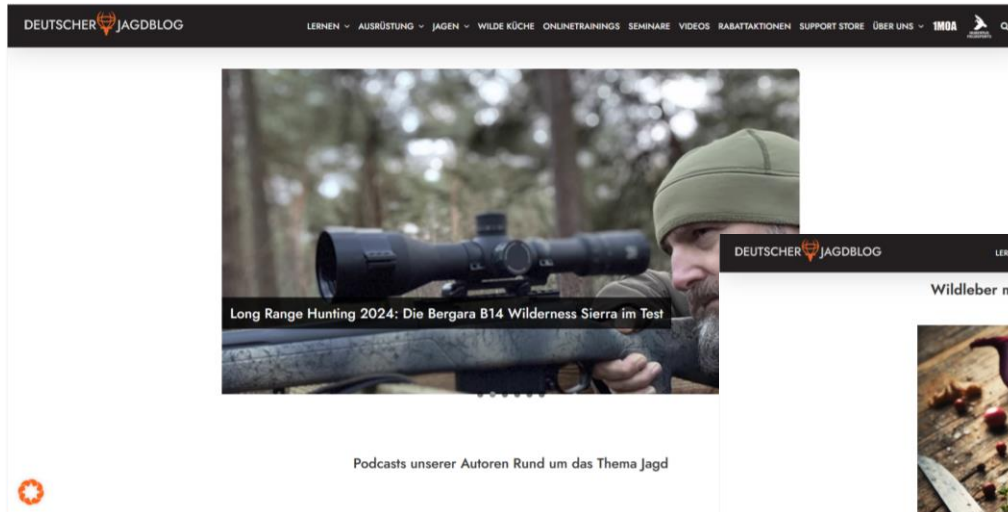 DEUTSCHER JAGDBLOG
LERNEN AUSRÜSTUNG JAGEN WILDE KÜCHE ONLINETRAININGS SEMINARE VIDEOS RABATTAKTIONEN SUPPORT STORE ÜBER UNS 1MOA
Long Range Hunting 2024: Die Bergara B14 Wilderness Sierra im Test
Podcasts unserer Autoren Rund um das Thema Jagd
DEUTSCHER JAGDBLOG
Wildleber